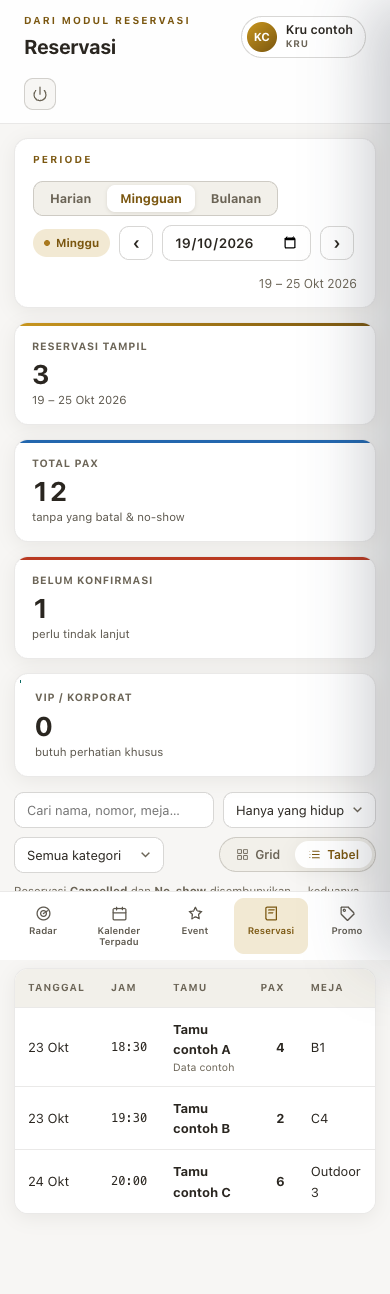 DARI MODUL RESERVASI
Reservasi
KC
Kru contoh
KRU
PERIODE
Harian Mingguan Bulanan
Minggu ‹ 19/10/2026 ›
19 – 25 Okt 2026
RESERVASI TAMPIL
3
19 – 25 Okt 2026
TOTAL PAX
12
tanpa yang batal & no-show
BELUM KONFIRMASI
1
perlu tindak lanjut
VIP / KORPORAT
0
butuh perhatian khusus
Cari nama, nomor, meja... Hanya yang hidup
Semua kategori Grid Tabel
Reservasi Cancelled dan No-show disembunyikan — keduanya
Radar Kalender Terpadu Event Reservasi Promo
TANGGAL JAM TAMU PAX MEJA
23 Okt 18:30 Tamu contoh A 4 B1
Data contoh
23 Okt 19:30 Tamu contoh B 2 C4
24 Okt 20:00 Tamu contoh C 6 Outdoor 3